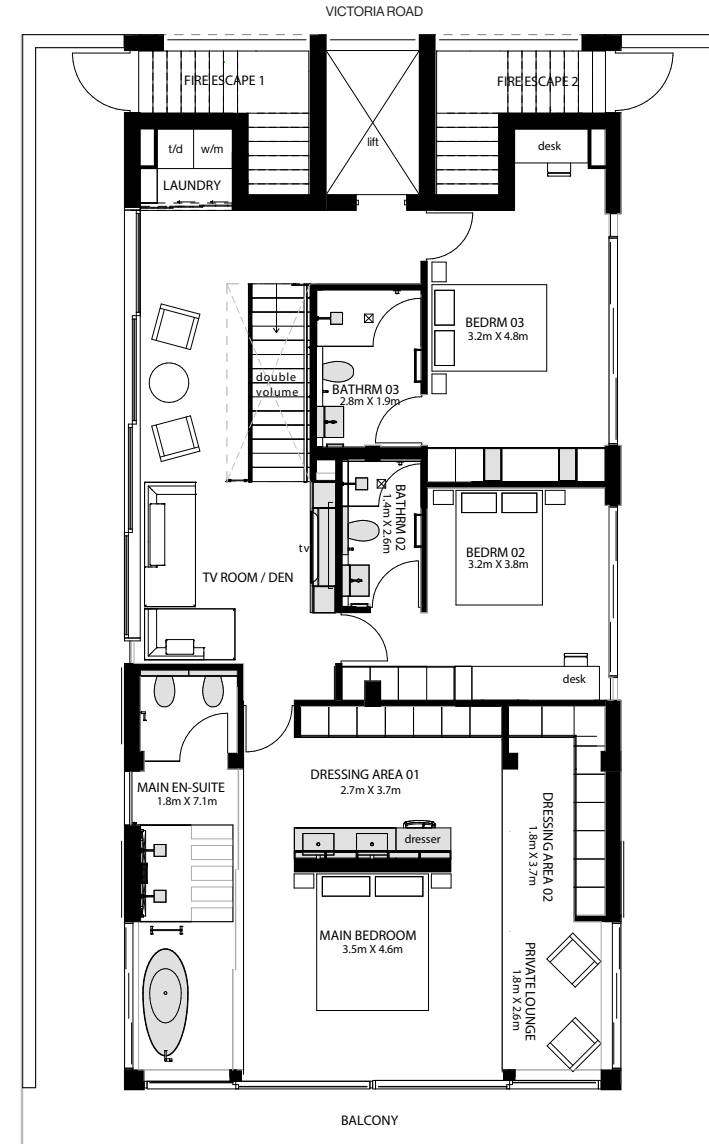 VICTORIA ROAD
FIRE ESCAPE 1
FIRE ESCAPE 2
lift
t/d
w/m
LAUNDRY
desk
BEDRM 03
3.2m X 4.8m
double
volume
BATHRM 03
2.8m X 1.9m
BATHRM 02
1.4m X 2.6m
tv
BEDRM 02
3.2m X 3.8m
TV ROOM / DEN
desk
MAIN EN-SUITE
1.8m X 7.1m
DRESSING AREA 01
2.7m X 3.7m
dresser
DRESSING AREA 02
1.8m X 3.7m
MAIN BEDROOM
3.5m X 4.6m
PRIVATE LOUNGE
1.8m X 2.6m
BALCONY